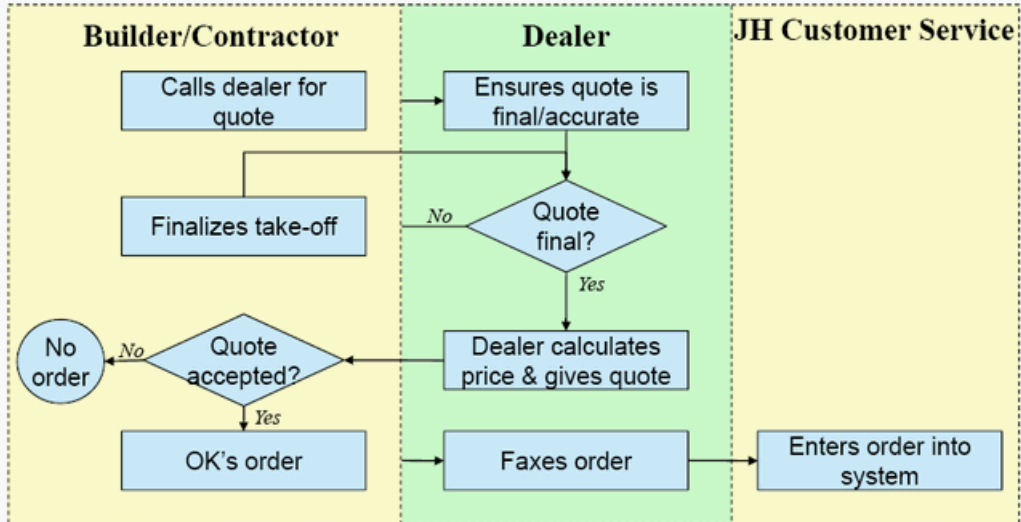 Builder/Contractor
Dealer
JH Customer Service
Calls dealer for
quote
Ensures quote is
final/accurate
Finalizes take-off
No
Quote
final?
Yes
No
order
No
Quote
accepted?
Dealer calculates
price & gives quote
Yes
OK's order
Faxes order
Enters order into
system